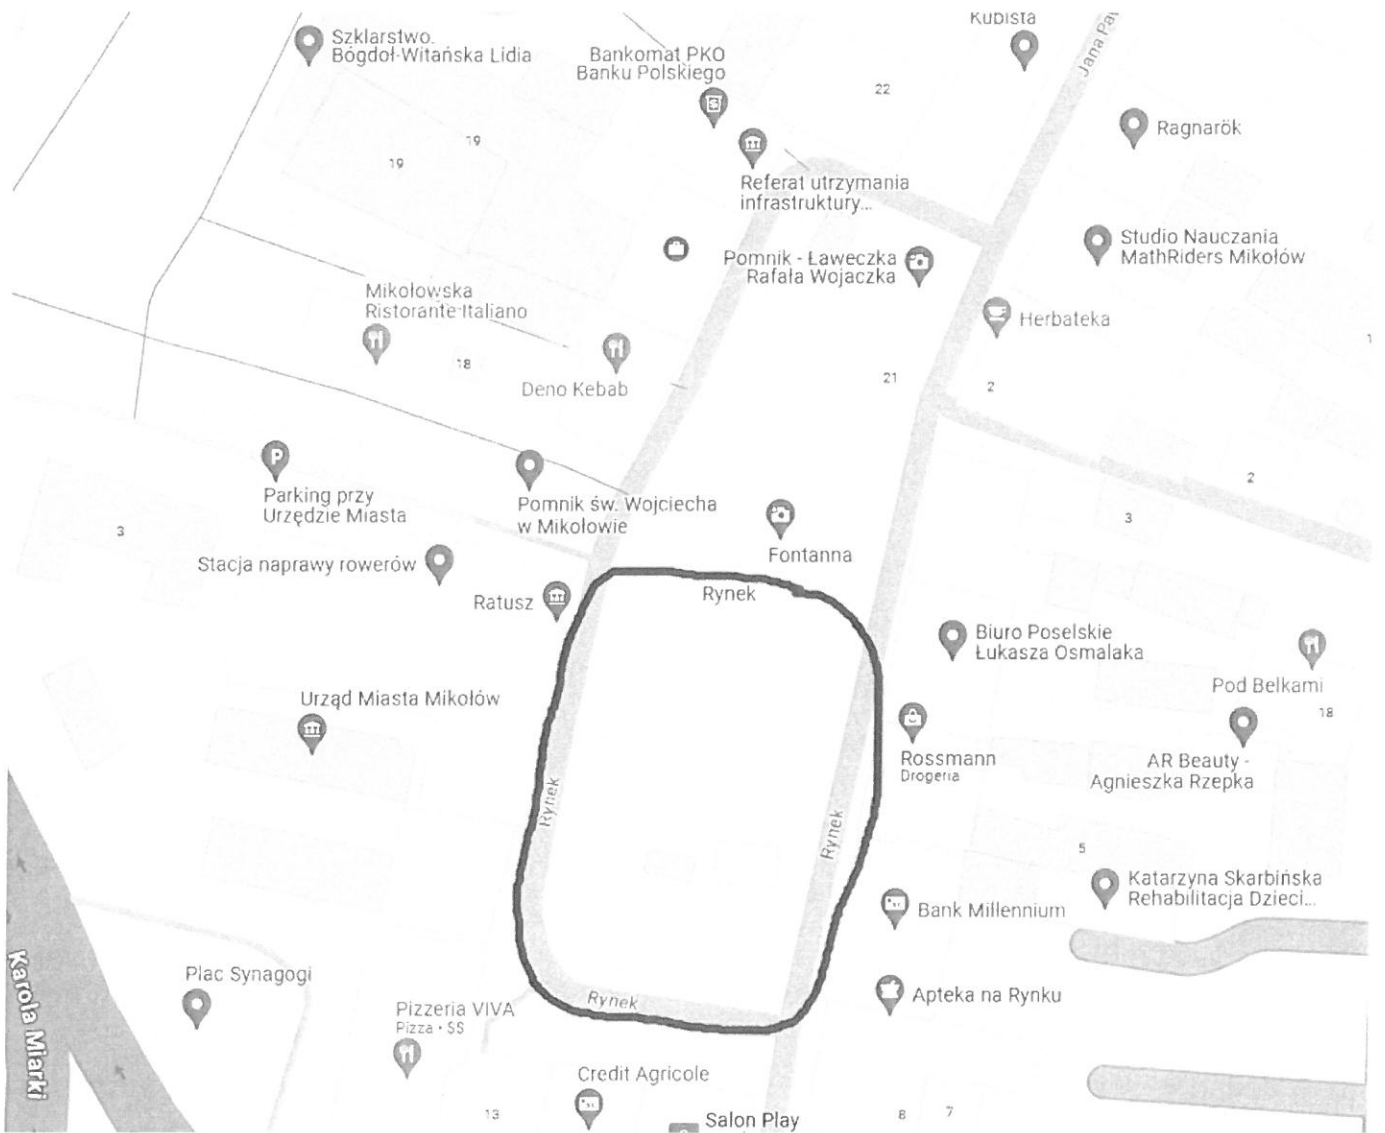 Kubista
Szklarstwo.
Bogdoł-Witańska Lidia
Bankomat PKO
Banku Polskiego
22
Jana Paw
Ragnarök
19
19
Referat utrzymania
infrastruktury...
Pomnik - Ławeczka
Rafała Wojaczka
Studio Nauczania
MathRiders Mikołów
Mikołowska
Ristorante Italiano
Herbateka
1
18
Deno Kebab
21
2
2
Parking przy
Urzędzie Miasta
Pomnik św. Wojciecha
w Mikołowie
3
3
Fontanna
Stacja naprawy rowerów
Ratusz
Rynek
Biuro Poselskie
Łukasza Osmalaka
Pod Belkami
18
Urząd Miasta Mikołów
Rossmann
Drogeria
AR Beauty -
Agnieszka Rzepka
Rynek
Rynek
5
Katarzyna Skarbińska
Rehabilitacja Dzieci...
Bank Millennium
Karola Miarki
Plac Synagogi
Rynek
Apteka na Rynku
Pizzeria VIVA
Pizza · $$
Credit Agricole
13
Salon Play
8
7